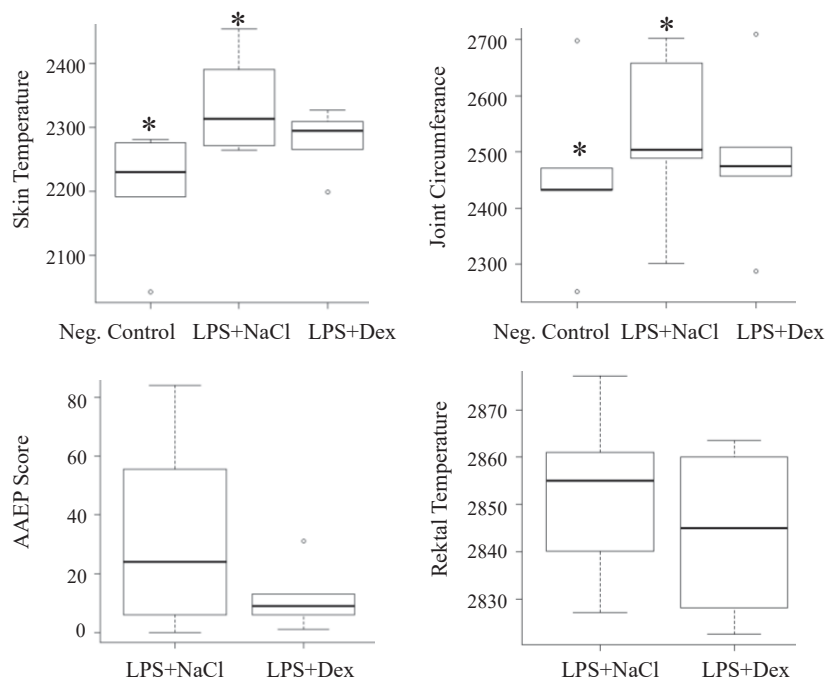 Skin Temperature
2400
2300
2200
2100
*
*
Neg. Control LPS+NaCl LPS+Dex
Joint Circumferance
2700
2600
2500
2400
2300
*
*
Neg. Control LPS+NaCl LPS+Dex
AAEP Score
80
60
40
20
0
LPS+NaCl LPS+Dex
Rektal Temperature
2870
2860
2850
2840
2830
LPS+NaCl LPS+Dex